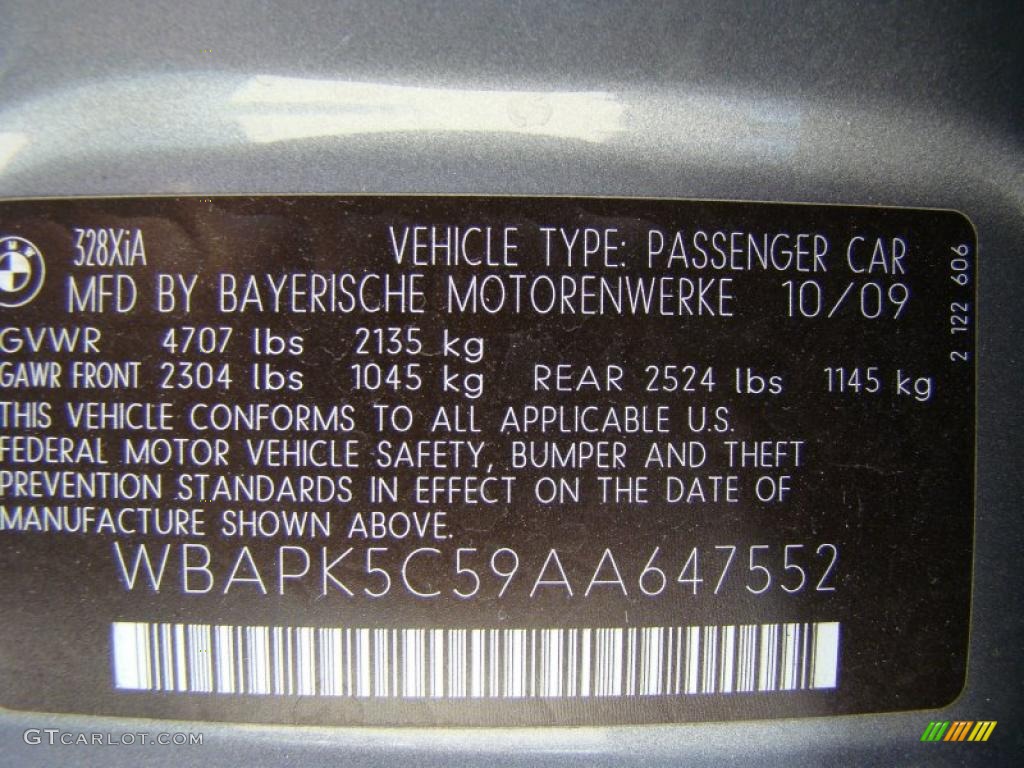 328XiA VEHICLE TYPE: PASSENGER CAR
MFD BY BAYERISCHE MOTORENWERKE 10/09
GVWR 4707 lbs 2135 kg
GAWR FRONT 2304 lbs 1045 kg REAR 2524 lbs 1145 kg
THIS VEHICLE CONFORMS TO ALL APPLICABLE U.S.
FEDERAL MOTOR VEHICLE SAFETY, BUMPER AND THEFT
PREVENTION STANDARDS IN EFFECT ON THE DATE OF
MANUFACTURE SHOWN ABOVE.
WBAPK5C59AA647552
2 122 606
GTCARLOT.COM